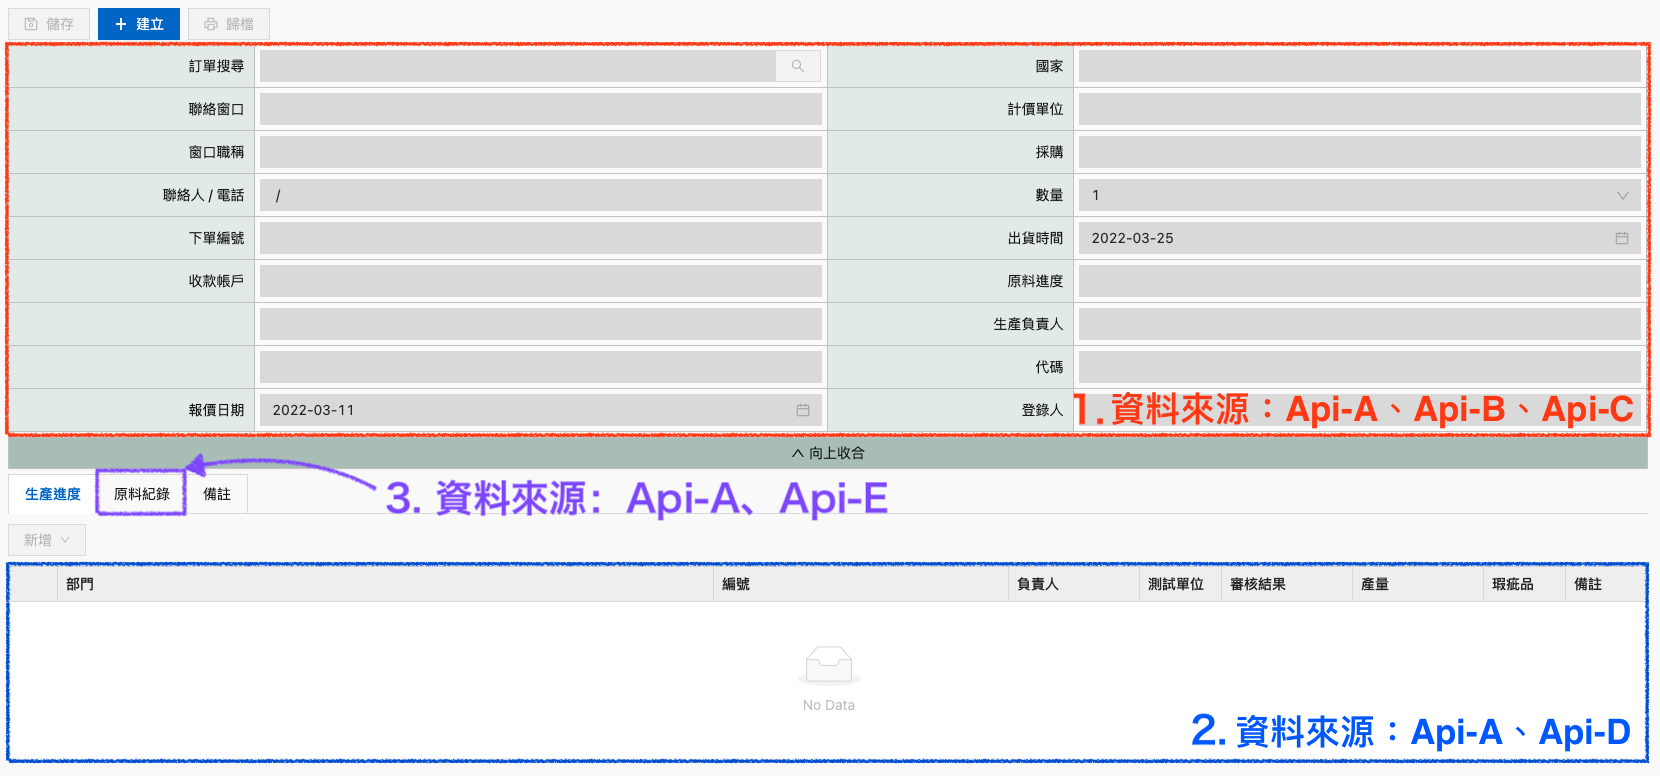 儲存 建立 歸檔
訂單搜尋 國家
聯絡窗口 計價單位
窗口職稱 採購
聯絡人 / 電話 / 數量 1
下單編號 出貨時間 2022-03-25
收款帳戶 原料進度
生產負責人
代碼
報價日期 2022-03-11 登錄人 1. 資料來源：Api-A、Api-B、Api-C
向上收合
生產進度 原料紀錄 備註 3. 資料來源：Api-A、Api-E
新增
部門 編號 負責人 測試單位 審核結果 產量 瑕疵品 備註
No Data
2. 資料來源：Api-A、Api-D